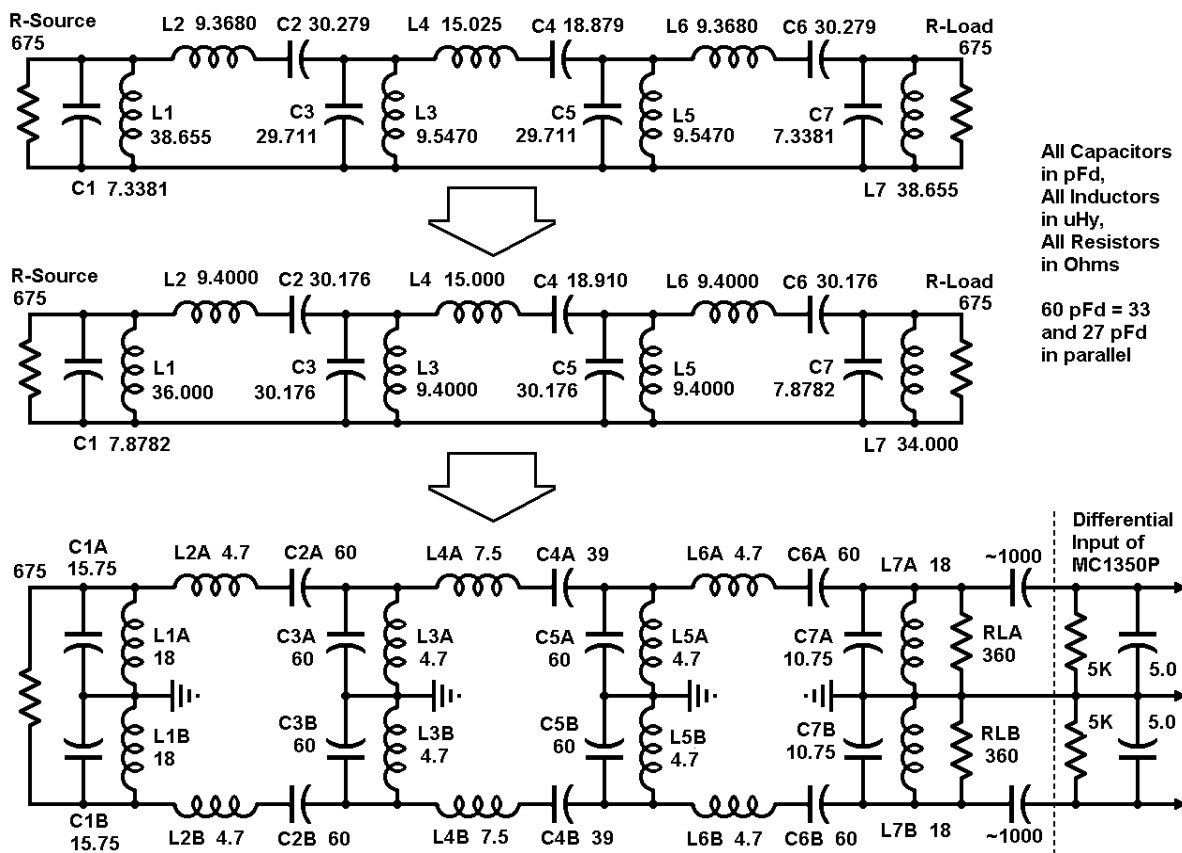 R-Source
675
L2 9.3680
C2 30.279
L4 15.025
C4 18.879
L6 9.3680
C6 30.279
R-Load
675
L1
38.655
C3
29.711
L3
9.5470
C5
29.711
L5
9.5470
C7
7.3381
C1 7.3381
L7 38.655
All Capacitors
in pFd,
All Inductors
in uHy,
All Resistors
in Ohms
60 pFd = 33
and 27 pFd
in parallel
R-Source
675
L2 9.4000
C2 30.176
L4 15.000
C4 18.910
L6 9.4000
C6 30.176
R-Load
675
L1
36.000
C3
30.176
L3
9.4000
C5
30.176
L5
9.4000
C7
7.8782
C1 7.8782
L7 34.000
675
C1A
15.75
L2A 4.7
C2A 60
L4A 7.5
C4A 39
L6A 4.7
C6A 60
L7A 18
~1000
Differential
Input of
MC1350P
L1A
18
C3A
60
L3A
4.7
C5A
60
L5A
4.7
C7A
10.75
RLA
360
5K
5.0
L1B
18
C3B
60
L3B
4.7
C5B
60
L5B
4.7
C7B
10.75
RLB
360
5K
5.0
C1B
15.75
L2B 4.7
C2B 60
L4B 7.5
C4B 39
L6B 4.7
C6B 60
L7B 18
~1000